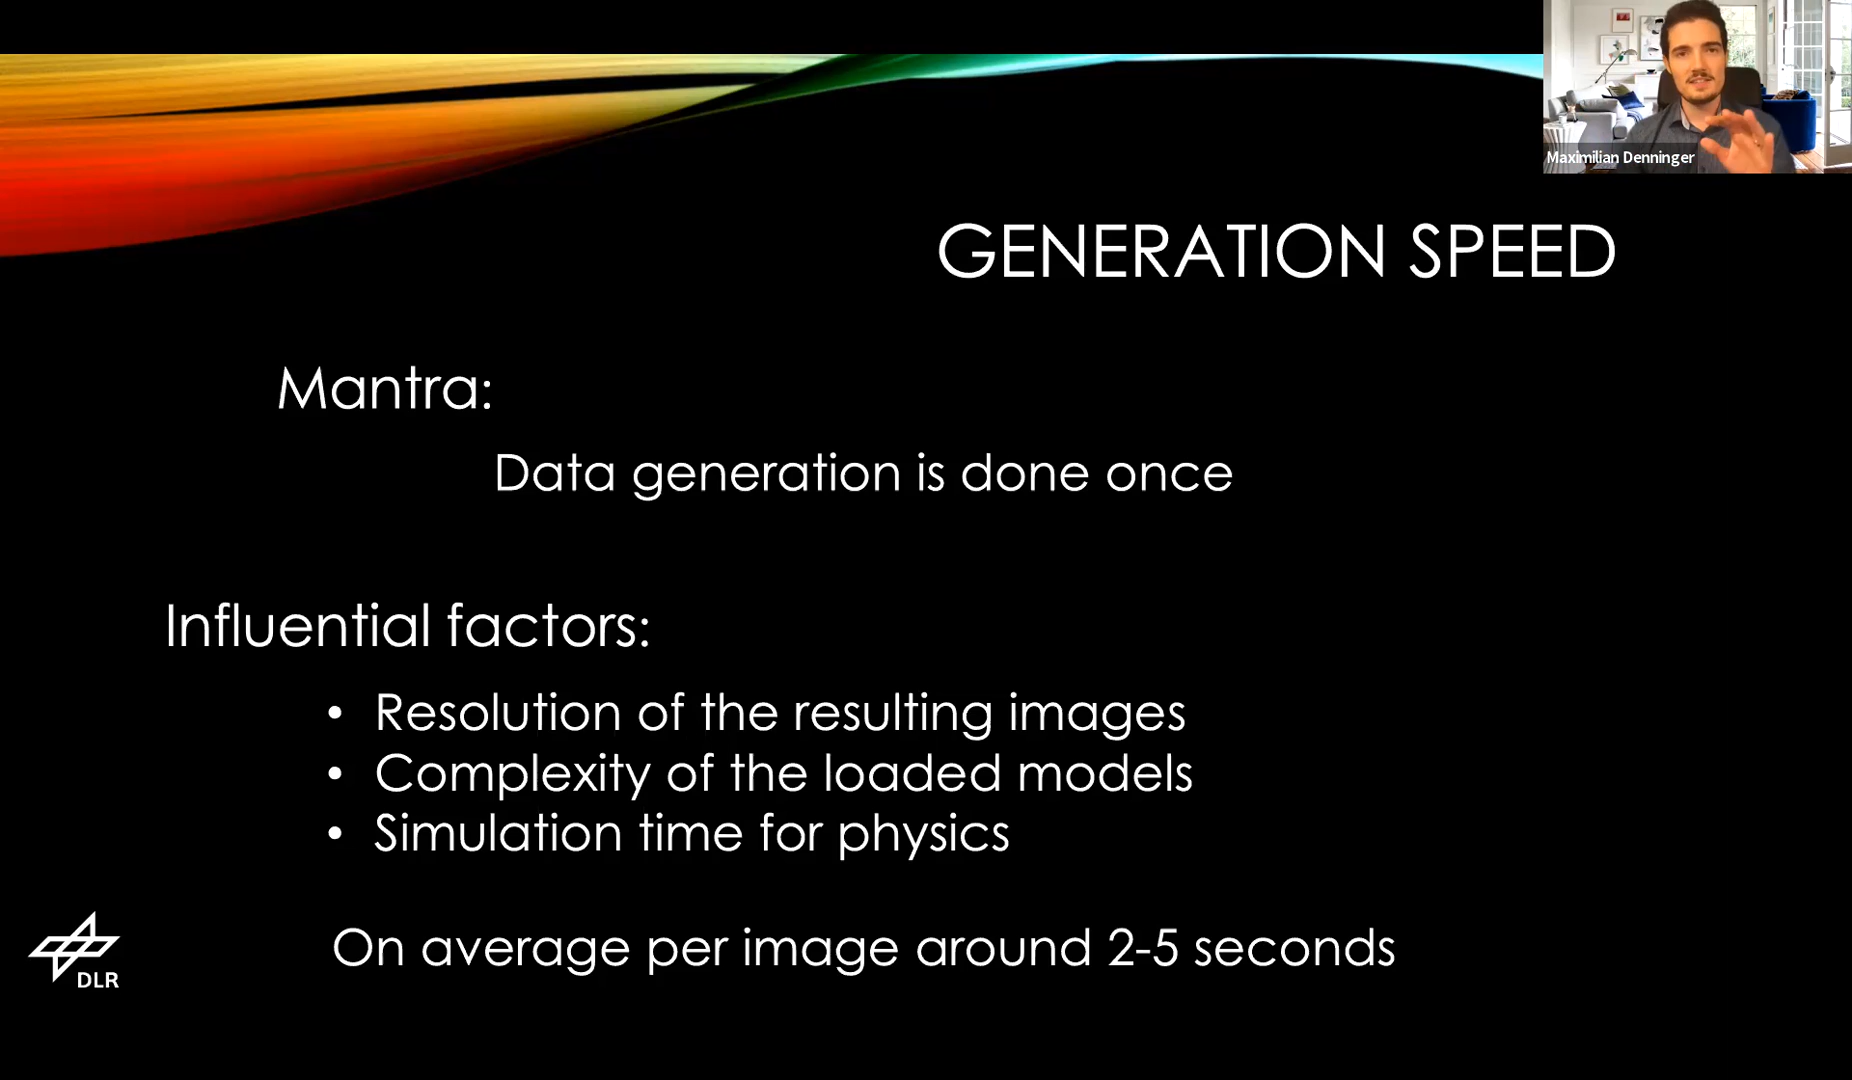 Maximilian Denninger
GENERATION SPEED
Mantra:
Data generation is done once
Influential factors:
• Resolution of the resulting images
• Complexity of the loaded models
• Simulation time for physics
On average per image around 2-5 seconds
DLR